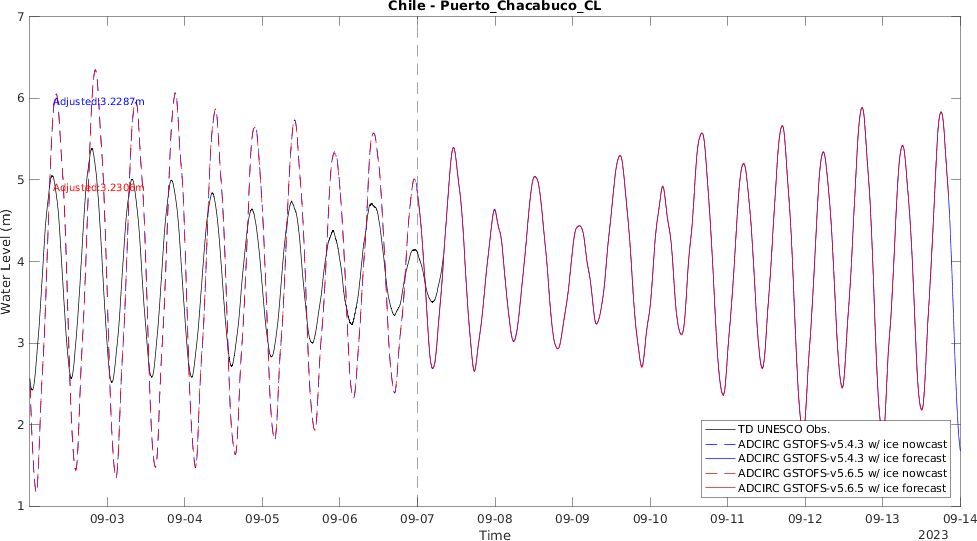 Chile - Puerto_Chacabuco_CL
7
6
5
4
3
2
1
Water Level (m)
Adjusted:3.2287m
Adjusted:3.2306m
TD UNESCO Obs.
ADCIRC GSTOFS-v5.4.3 w/ ice nowcast
ADCIRC GSTOFS-v5.4.3 w/ ice forecast
ADCIRC GSTOFS-v5.6.5 w/ ice nowcast
ADCIRC GSTOFS-v5.6.5 w/ ice forecast
09-03 09-04 09-05 09-06 09-07 09-08 09-09 09-10 09-11 09-12 09-13 09-14
Time
2023